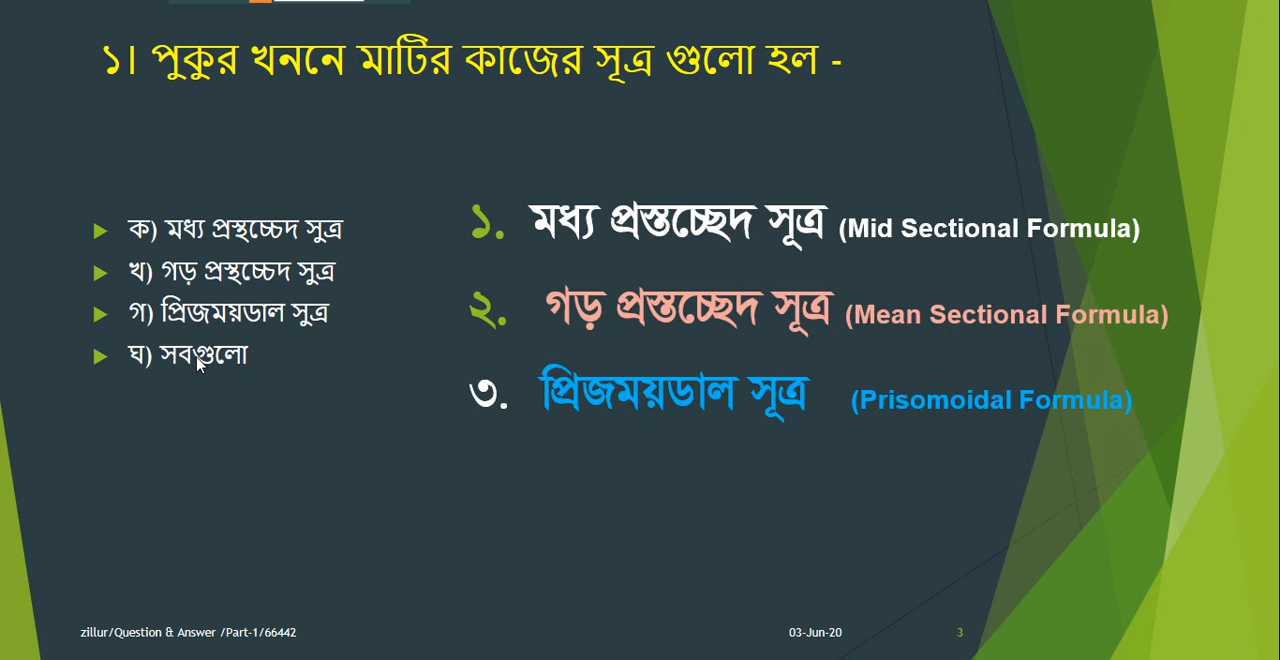 ১। পুকুর খননে মাটির কাজের সূত্র গুলো হল -
ক) মধ্য প্রস্থচ্চেদ সুত্র
খ) গড় প্রস্থচ্চেদ সুত্র
গ) প্রিজময়ডাল সুত্র
ঘ) সবগুলো
১. মধ্য প্রস্তচ্ছেদ সূত্র (Mid Sectional Formula)
২. গড় প্রস্তচ্ছেদ সূত্র (Mean Sectional Formula)
৩. প্রিজময়ডাল সূত্র (Prisomoidal Formula)
zillur/Question & Answer /Part-1/66442
03-Jun-20
3